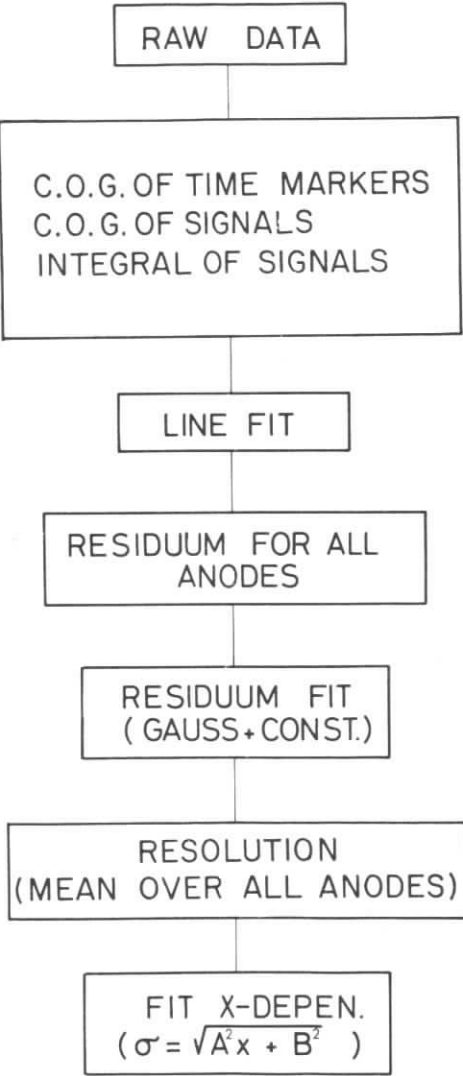 RAW DATA
C.O.G. OF TIME MARKERS
C.O.G. OF SIGNALS
INTEGRAL OF SIGNALS
LINE FIT
RESIDUUM FOR ALL
ANODES
RESIDUUM FIT
(GAUSS + CONST.)
RESOLUTION
(MEAN OVER ALL ANODES)
FIT X-DEPEN.
(σ = √A²x + B² )